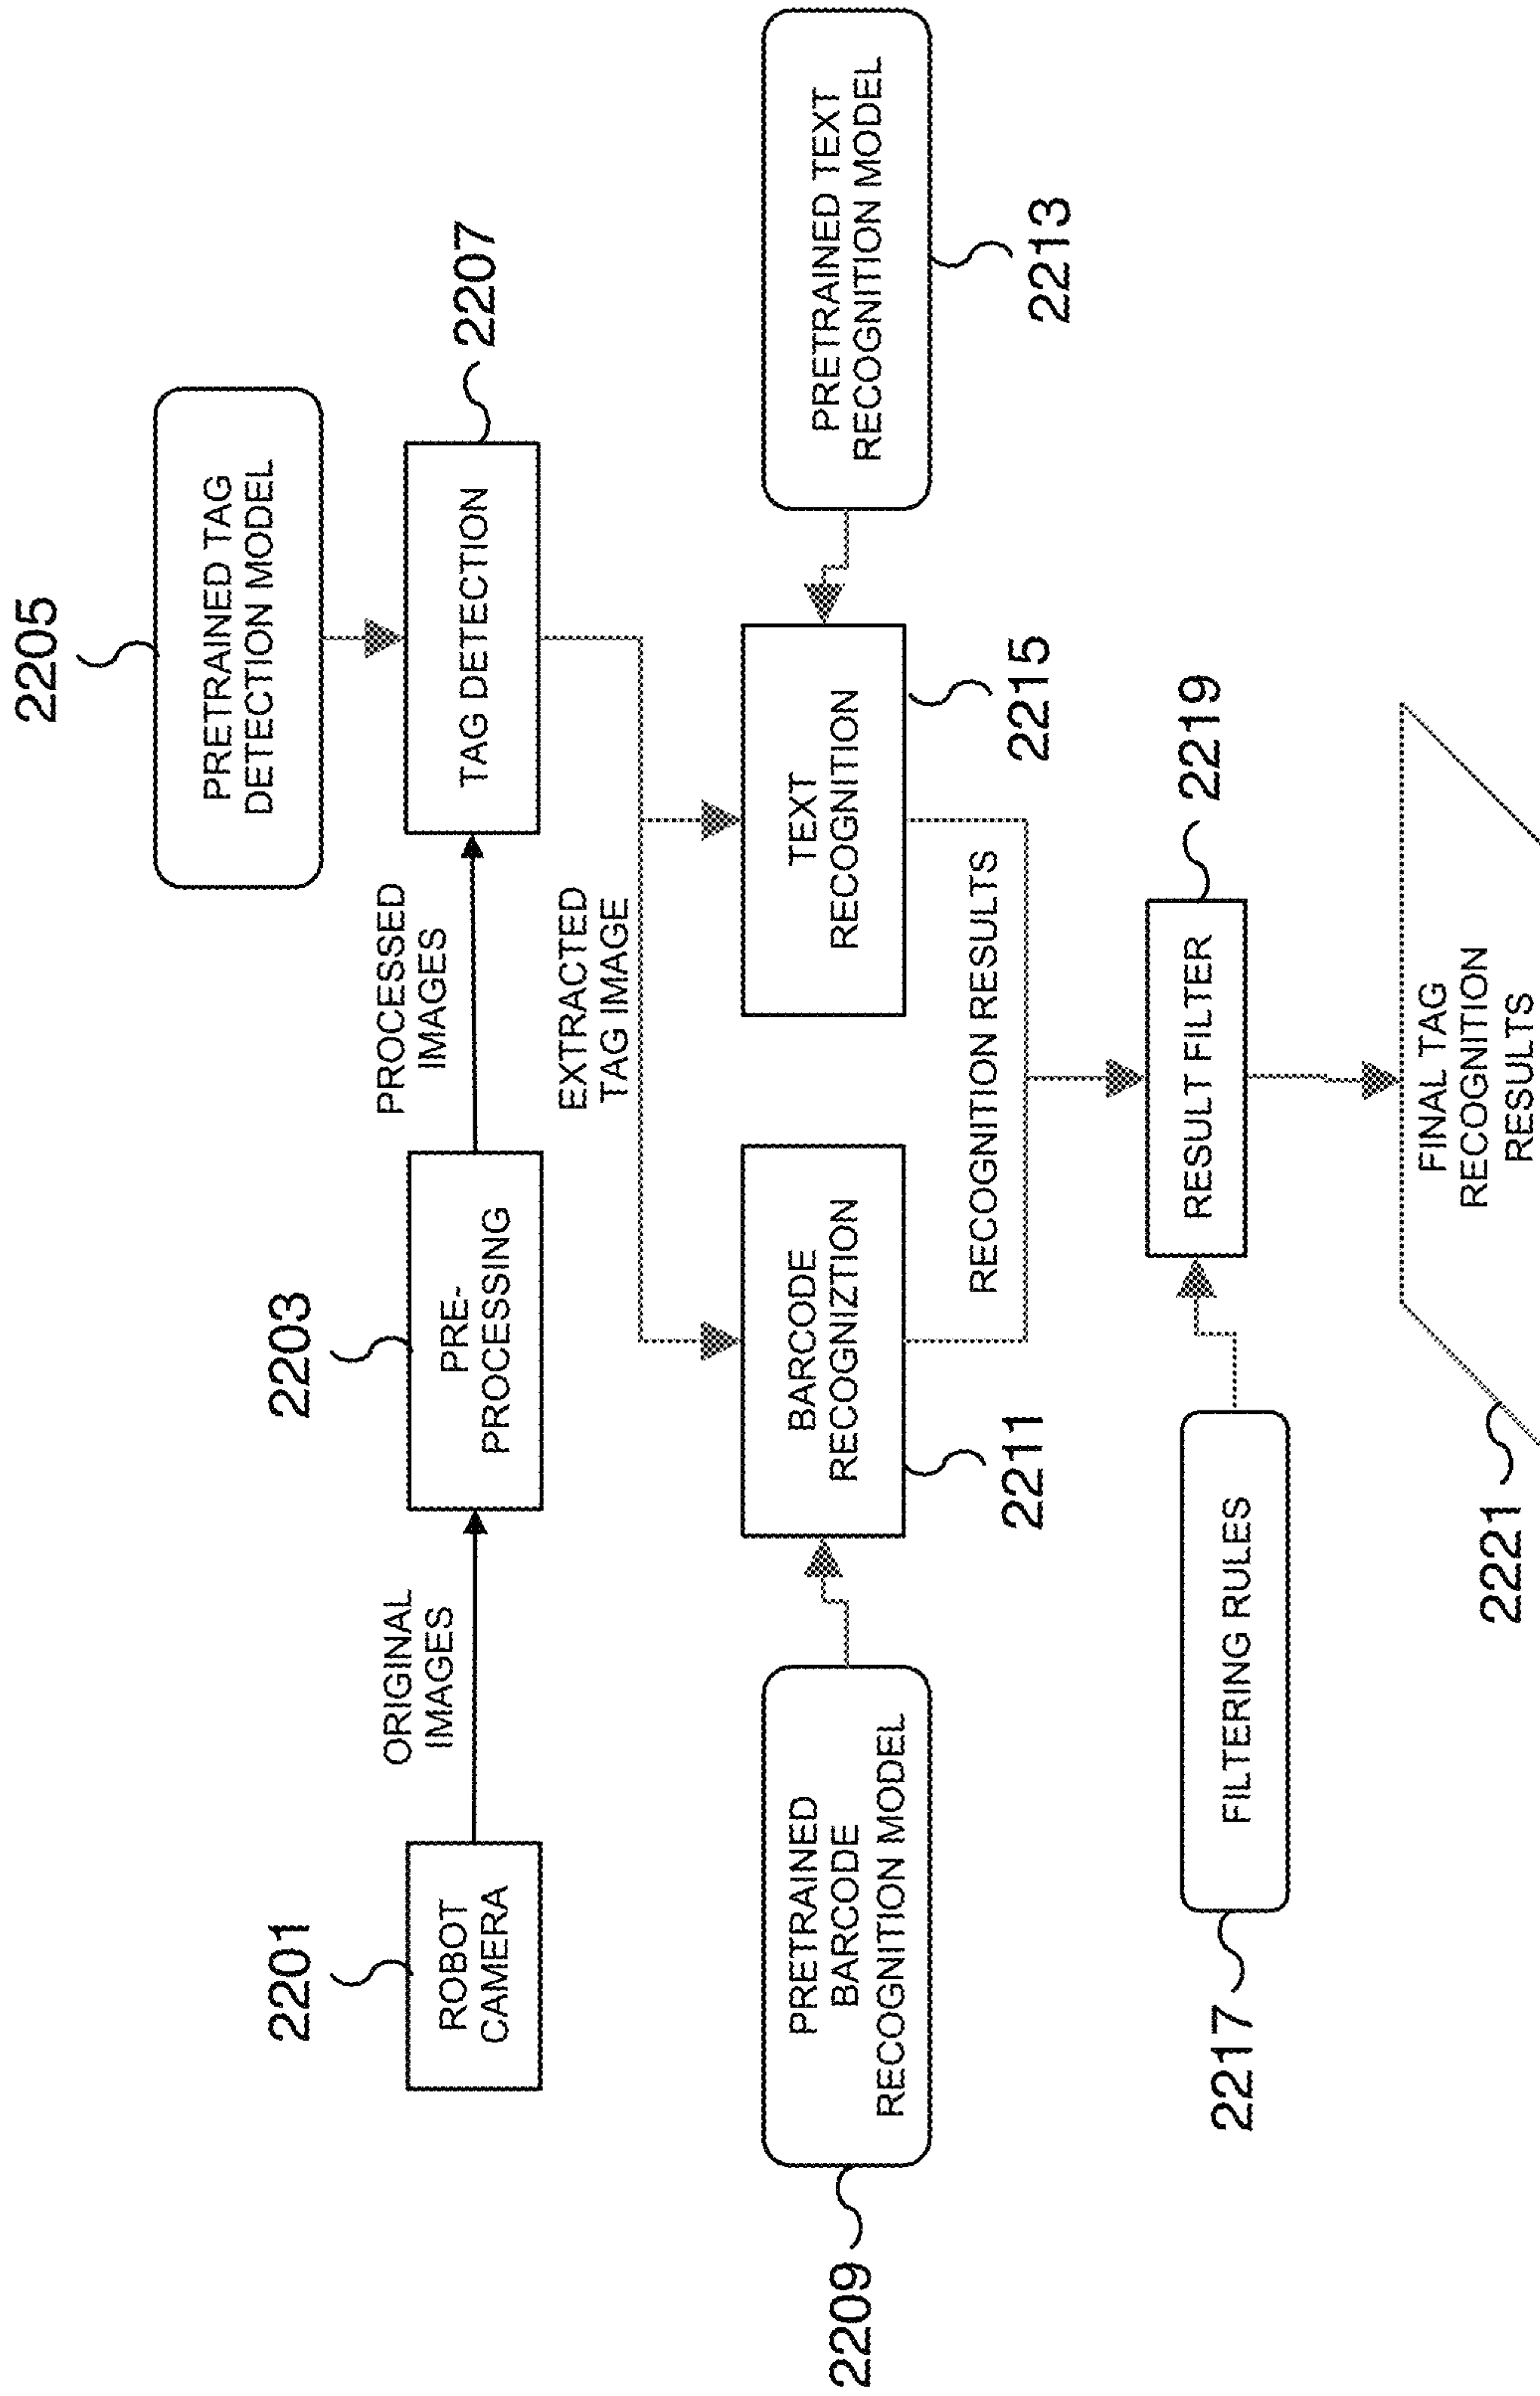 2205
PRETRAINED TAG
DETECTION MODEL
2201
ROBOT
CAMERA
ORIGINAL
IMAGES
2203
PRE-
PROCESSING
PROCESSED
IMAGES
TAG DETECTION
2207
EXTRACTED
TAG IMAGE
2209
PRETRAINED
BARCODE
RECOGNITION MODEL
BARCODE
RECOGNIZTION
2211
TEXT
RECOGNITION
2215
PRETRAINED TEXT
RECOGNITION MODEL
2213
RECOGNITION RESULTS
2217
FILTERING RULES
RESULT FILTER
2219
2221
FINAL TAG
RECOGNITION
RESULTS